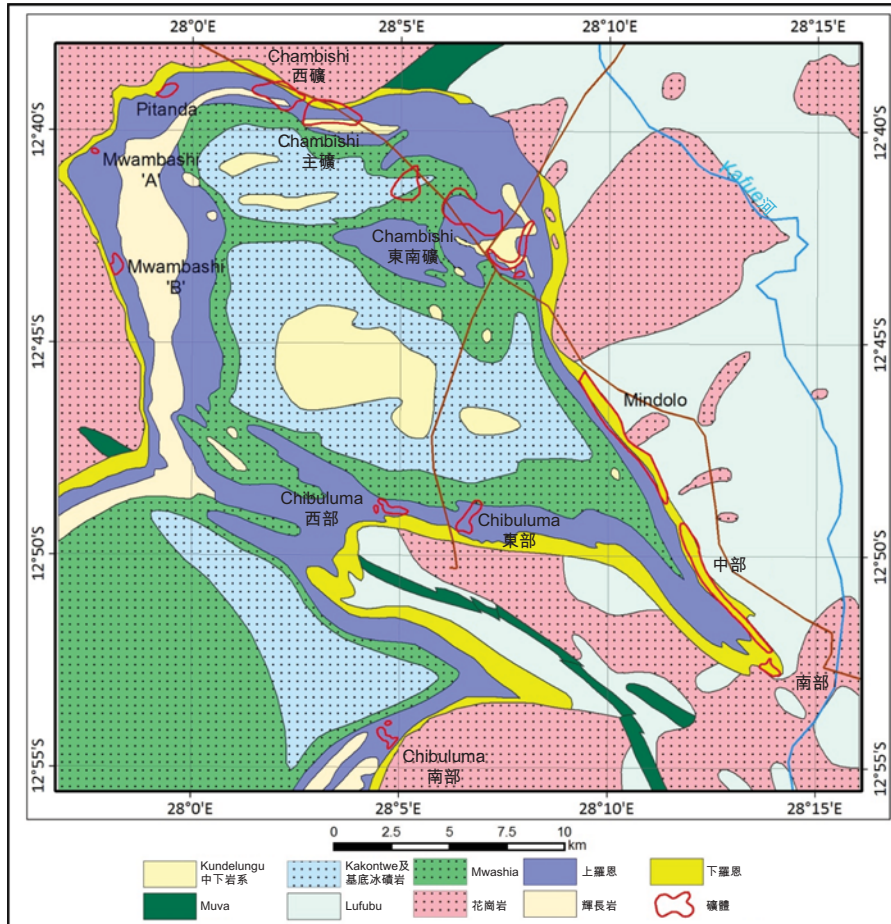 28°0'E
28°5'E
28°10'E
28°15'E
Chambishi
西礦
Pitanda
12°40'S
12°40'S
Chambishi
主礦
Mwambashi
'A'
Kafue河
Chambishi
東南礦
Mwambashi
'B'
12°45'S
12°45'S
Mindolo
Chibuluma
西部
Chibuluma
東部
12°50'S
12°50'S
中部
南部
Chibuluma
南部
12°55'S
12°55'S
28°0'E
28°5'E
28°10'E
28°15'E
0 2.5 5 7.5 10
km
Kundelungu
中下岩系
Kakontwe及
基底冰磧岩
Mwashia
上羅恩
下羅恩
Muva
Lufubu
花崗岩
輝長岩
礦體